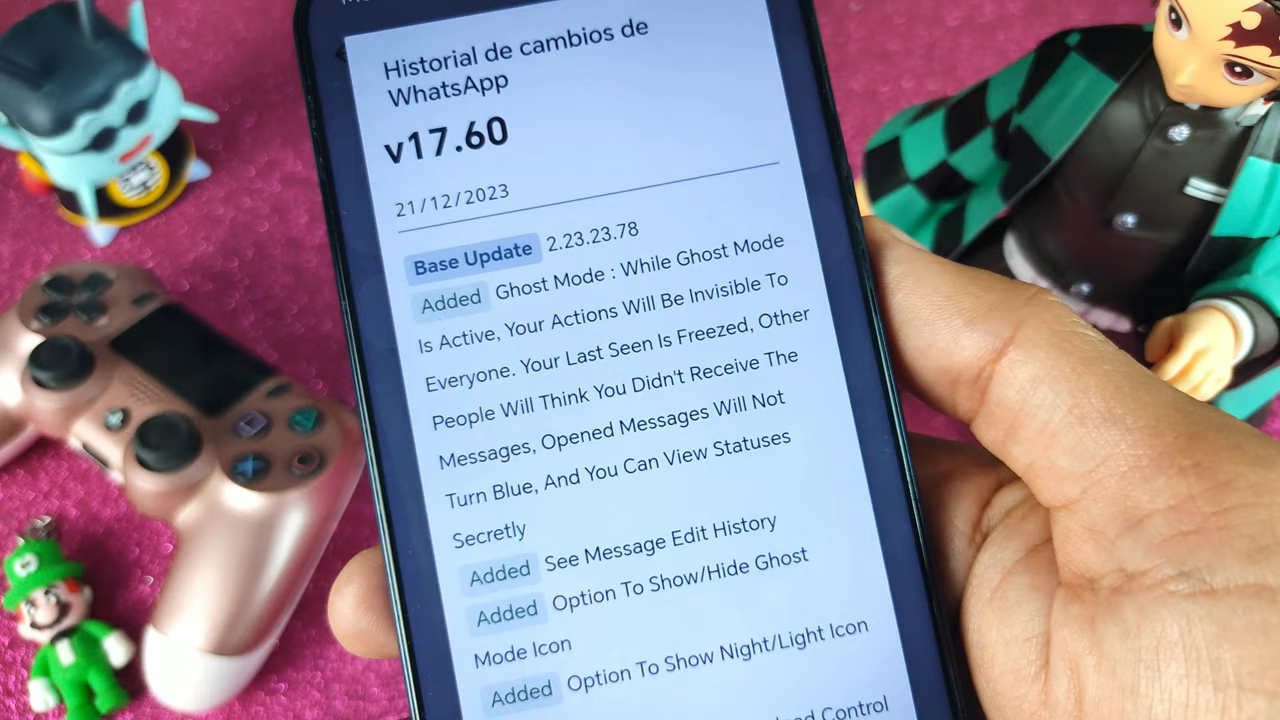 Historial de cambios de
WhatsApp
v17.60
21/12/2023
Base Update 2.23.23.78
Added Ghost Mode : While Ghost Mode
Is Active, Your Actions Will Be Invisible To
Everyone. Your Last Seen Is Freezed, Other
People Will Think You Didn't Receive The
Messages, Opened Messages Will Not
Turn Blue, And You Can View Statuses
Secretly
Added See Message Edit History
Added Option To Show/Hide Ghost
Mode Icon
Added Option To Show Night/Light Icon
Control